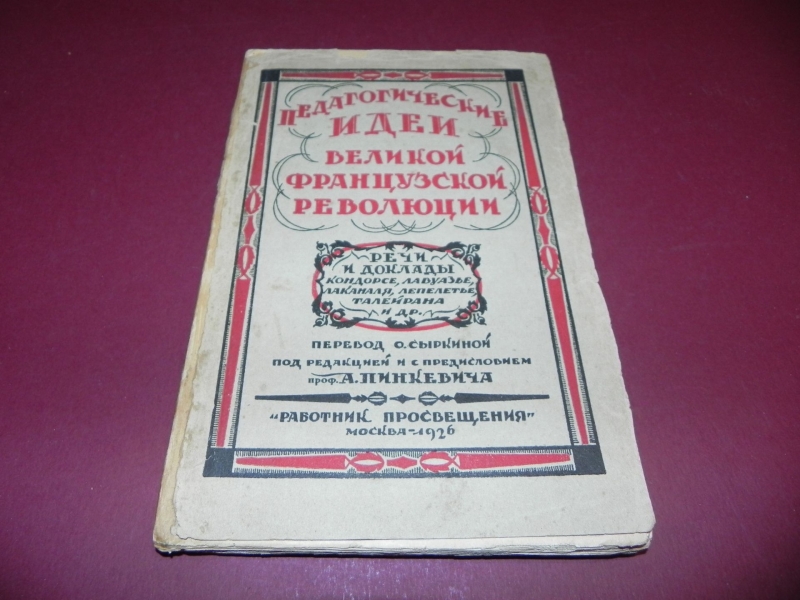 ПЕДАГОГИЧЕСКИЕ
ИДЕИ
ВЕЛИКОЙ
ФРАНЦУЗСКОЙ
РЕВОЛЮЦИИ
РЕЧИ
И ДОКЛАДЫ
КОНДОРСЕ, ЛАВУАЗЬЕ,
ЛАКАНАЛЯ, ЛЕПЕЛЕТЬЕ,
ТАЛЕЙРАНА
И ДР.
ПЕРЕВОД О. СЫРКИНОЙ
ПОД РЕДАКЦИЕЙ И С ПРЕДИСЛОВИЕМ
ПРОФ. А. ПИНКЕВИЧА
"РАБОТНИК ПРОСВЕЩЕНИЯ"
МОСКВА-1926